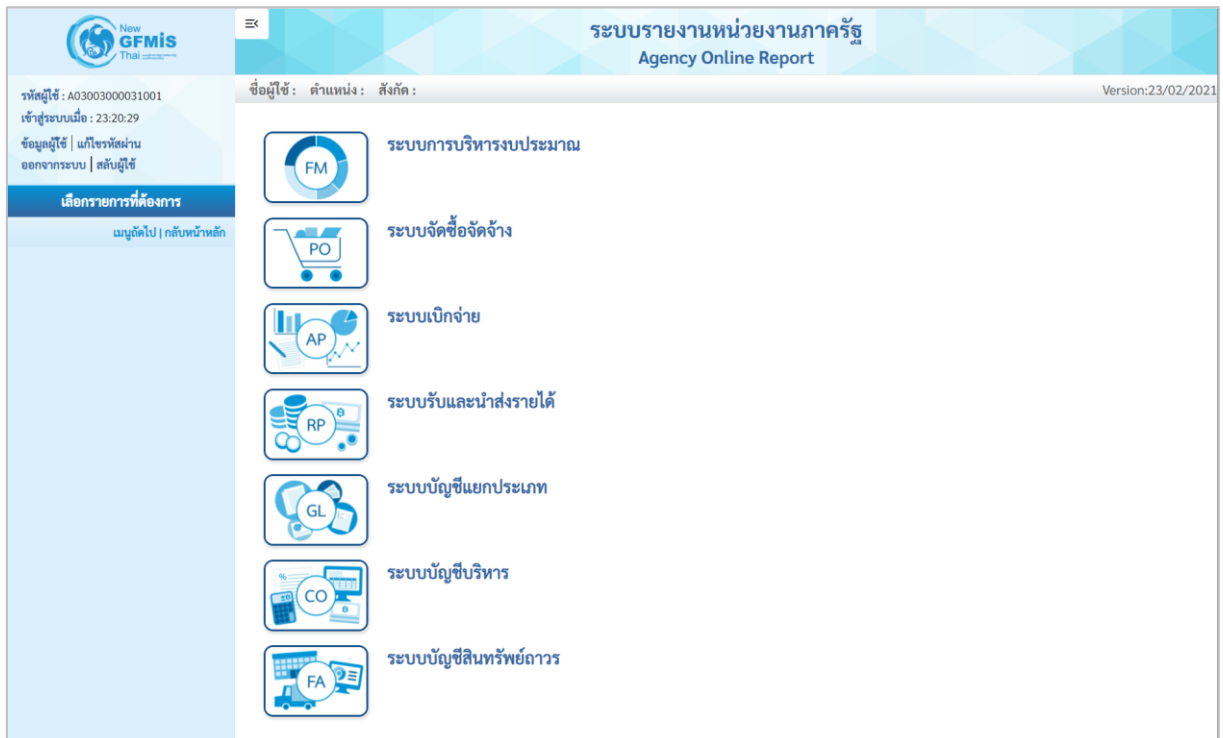 New
GFMIS
Thai
ระบบรายงานหน่วยงานภาครัฐ
Agency Online Report
รหัสผู้ใช้ : A03003000031001
เข้าสู่ระบบเมื่อ : 23:20:29
ข้อมูลผู้ใช้ | แก้ไขรหัสผ่าน
ออกจากระบบ | สลับผู้ใช้
เลือกรายการที่ต้องการ
เมนูถัดไป | กลับหน้าหลัก
ชื่อผู้ใช้ : ตำแหน่ง : สังกัด :
Version:23/02/2021
FM
ระบบการบริหารงบประมาณ
PO
ระบบจัดซื้อจัดจ้าง
AP
ระบบเบิกจ่าย
RP
ระบบรับและนำส่งรายได้
GL
ระบบบัญชีแยกประเภท
CO
ระบบบัญชีบริหาร
FA
ระบบบัญชีสินทรัพย์ถาวร